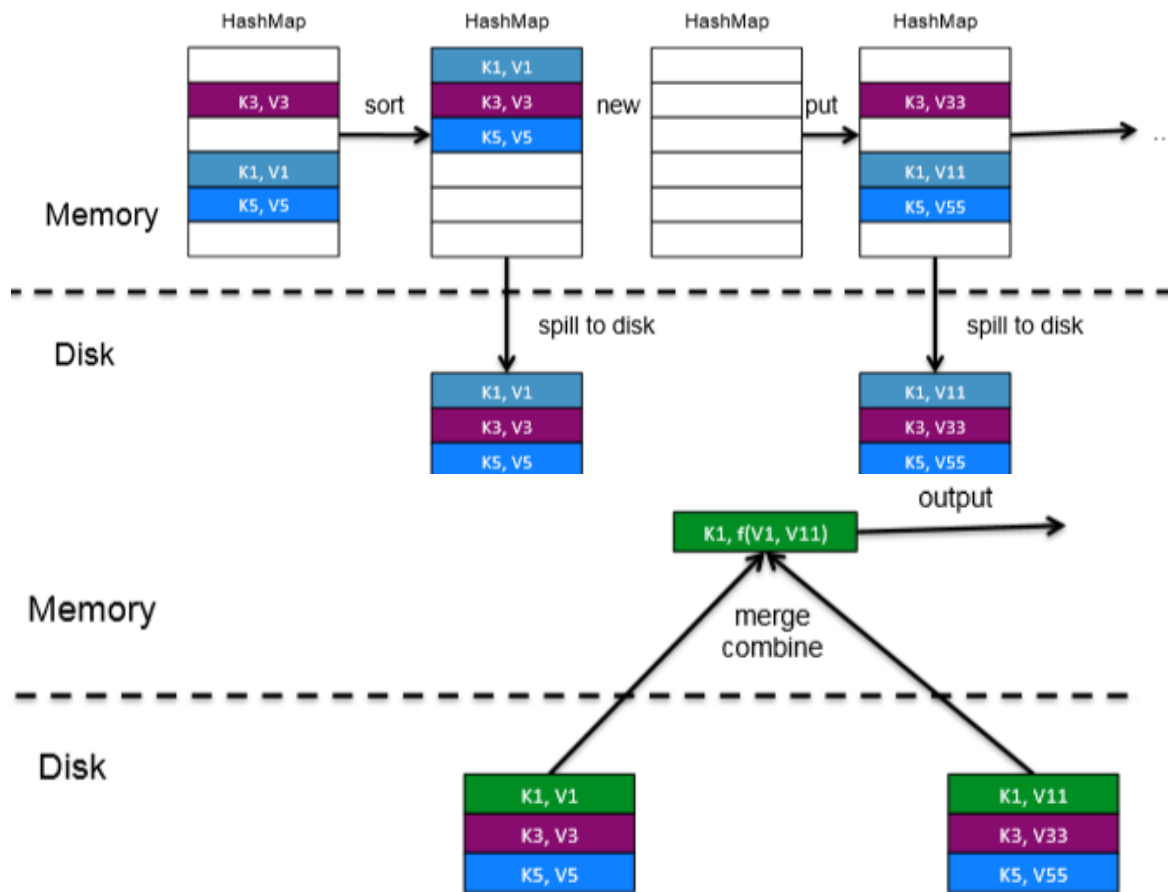 HashMap
HashMap
HashMap
HashMap
K1, V1
K3, V3
sort
K3, V3
new
put
K3, V33
K5, V5
...
K1, V1
K1, V11
K5, V5
K5, V55
Memory
spill to disk
spill to disk
Disk
K1, V1
K1, V11
K3, V3
K3, V33
K5, V5
K5, V55
output
K1, f(V1, V11)
Memory
merge
combine
Disk
K1, V1
K1, V11
K3, V3
K3, V33
K5, V5
K5, V55